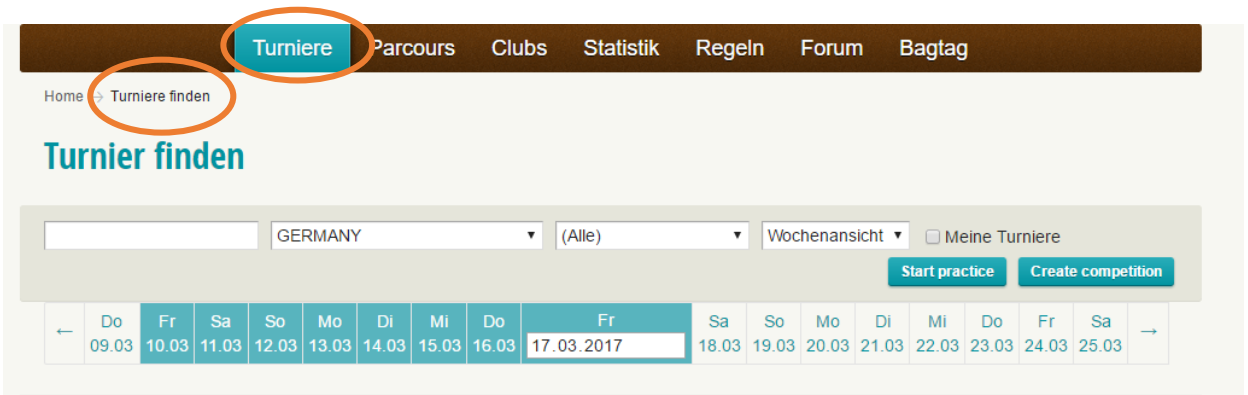 Turniere Parcours Clubs Statistik Regeln Forum Bagtag
Home → Turniere finden
Turnier finden
GERMANY (Alle) Wochenansicht Meine Turniere
Start practice Create competition
← Do Fr Sa So Mo Di Mi Do Fr Sa So Mo Di Mi Do Fr Sa →
09.03 10.03 11.03 12.03 13.03 14.03 15.03 16.03 17.03.2017 18.03 19.03 20.03 21.03 22.03 23.03 24.03 25.03